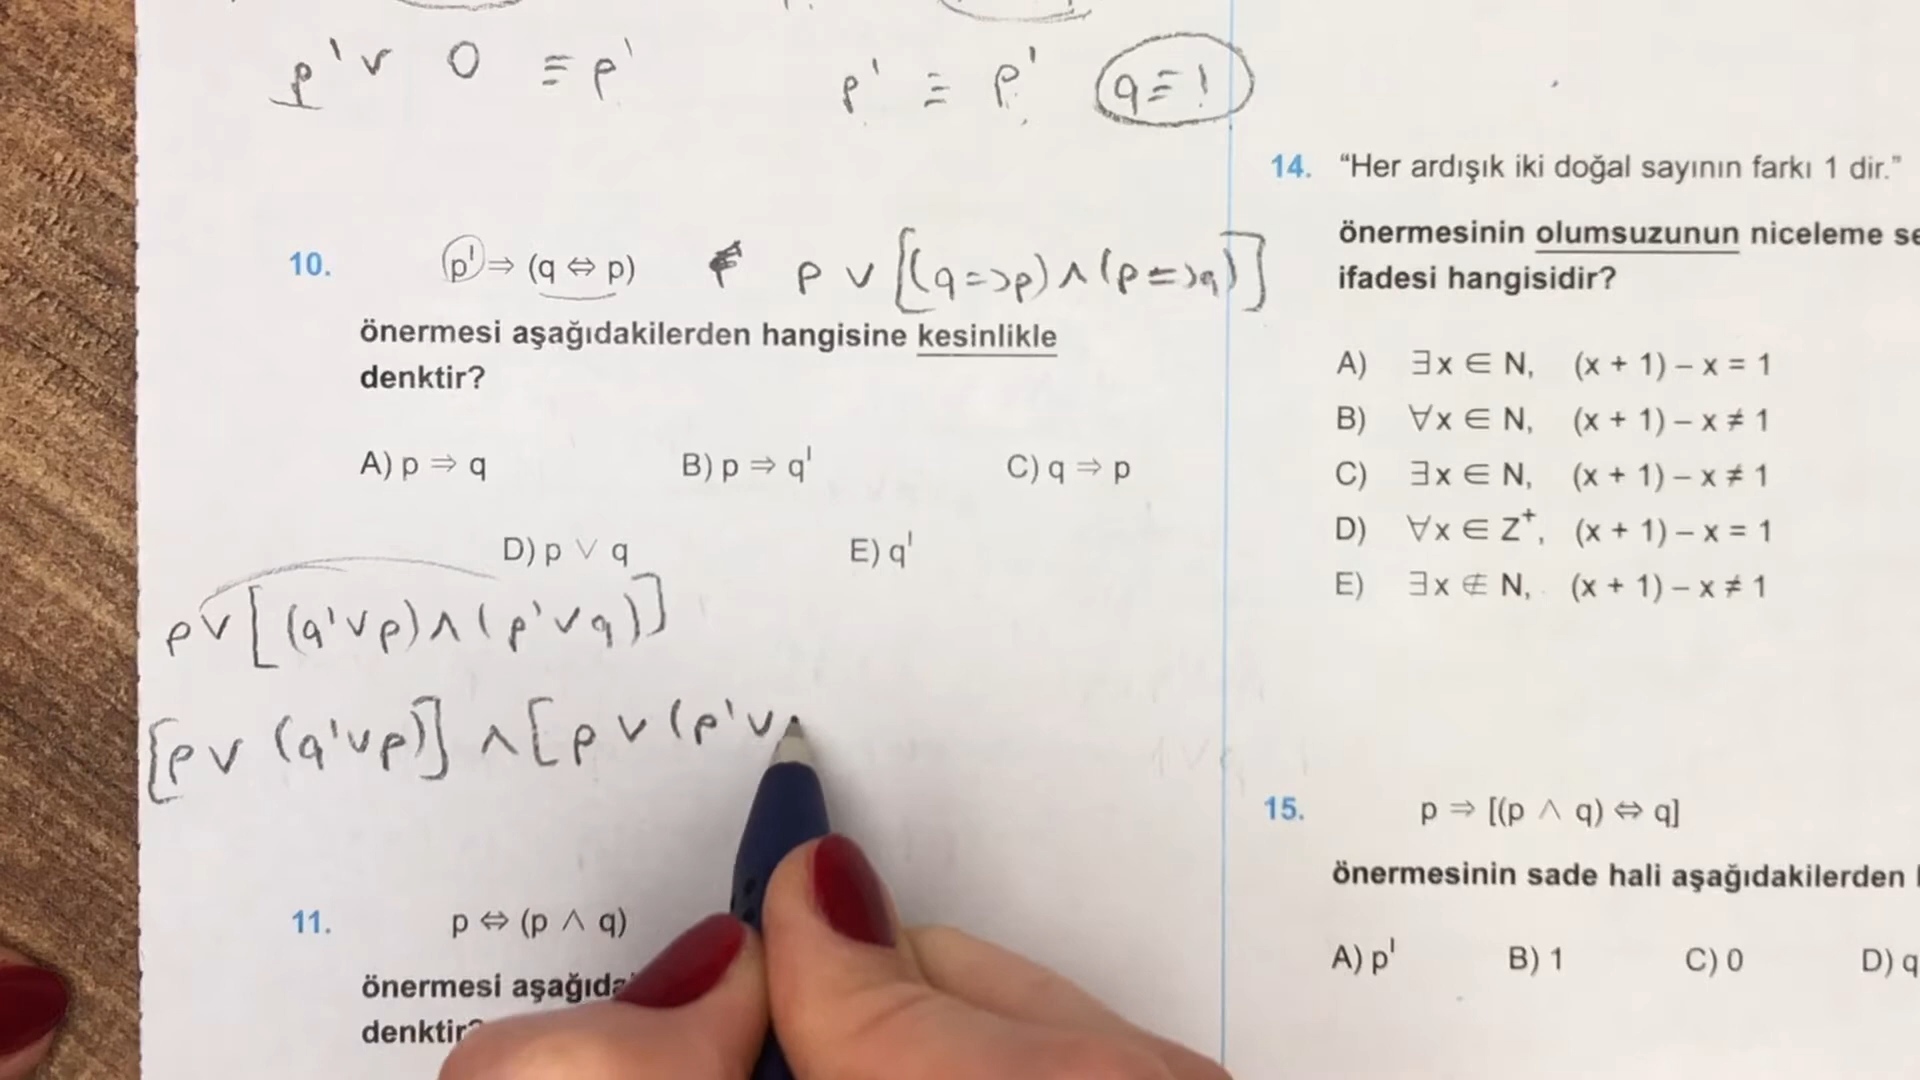 p' ∨ 0 ≡ p'
p' ≡ p' q ≡ 1
10. p' ⇒ (q ⇔ p) p ∨ [(q => p) ∧ (p => q)]
önermesi aşağıdakilerden hangisine kesinlikle
denktir?
A) p ⇒ q B) p ⇒ q' C) q ⇒ p
D) p ∨ q E) q'
p ∨ [(q' ∨ p) ∧ (p' ∨ q)]
[p ∨ (q' ∨ p)] ∧ [p ∨ (p' ∨
11. p ⇔ (p ∧ q)
önermesi
denktir?
14. “Her ardışık iki doğal sayının farkı 1 dir.”
önermesinin olumsuzunun niceleme
ifadesi hangisidir?
A) ∃x ∈ N, (x + 1) – x = 1
B) ∀x ∈ N, (x + 1) – x ≠ 1
C) ∃x ∈ N, (x + 1) – x ≠ 1
D) ∀x ∈ Z⁺, (x + 1) – x = 1
E) ∃x ∉ N, (x + 1) – x ≠ 1
15. p ⇒ [(p ∧ q) ⇔ q]
önermesinin sade hali aşağıdakilerden
A) p' B) 1 C) 0 D) q